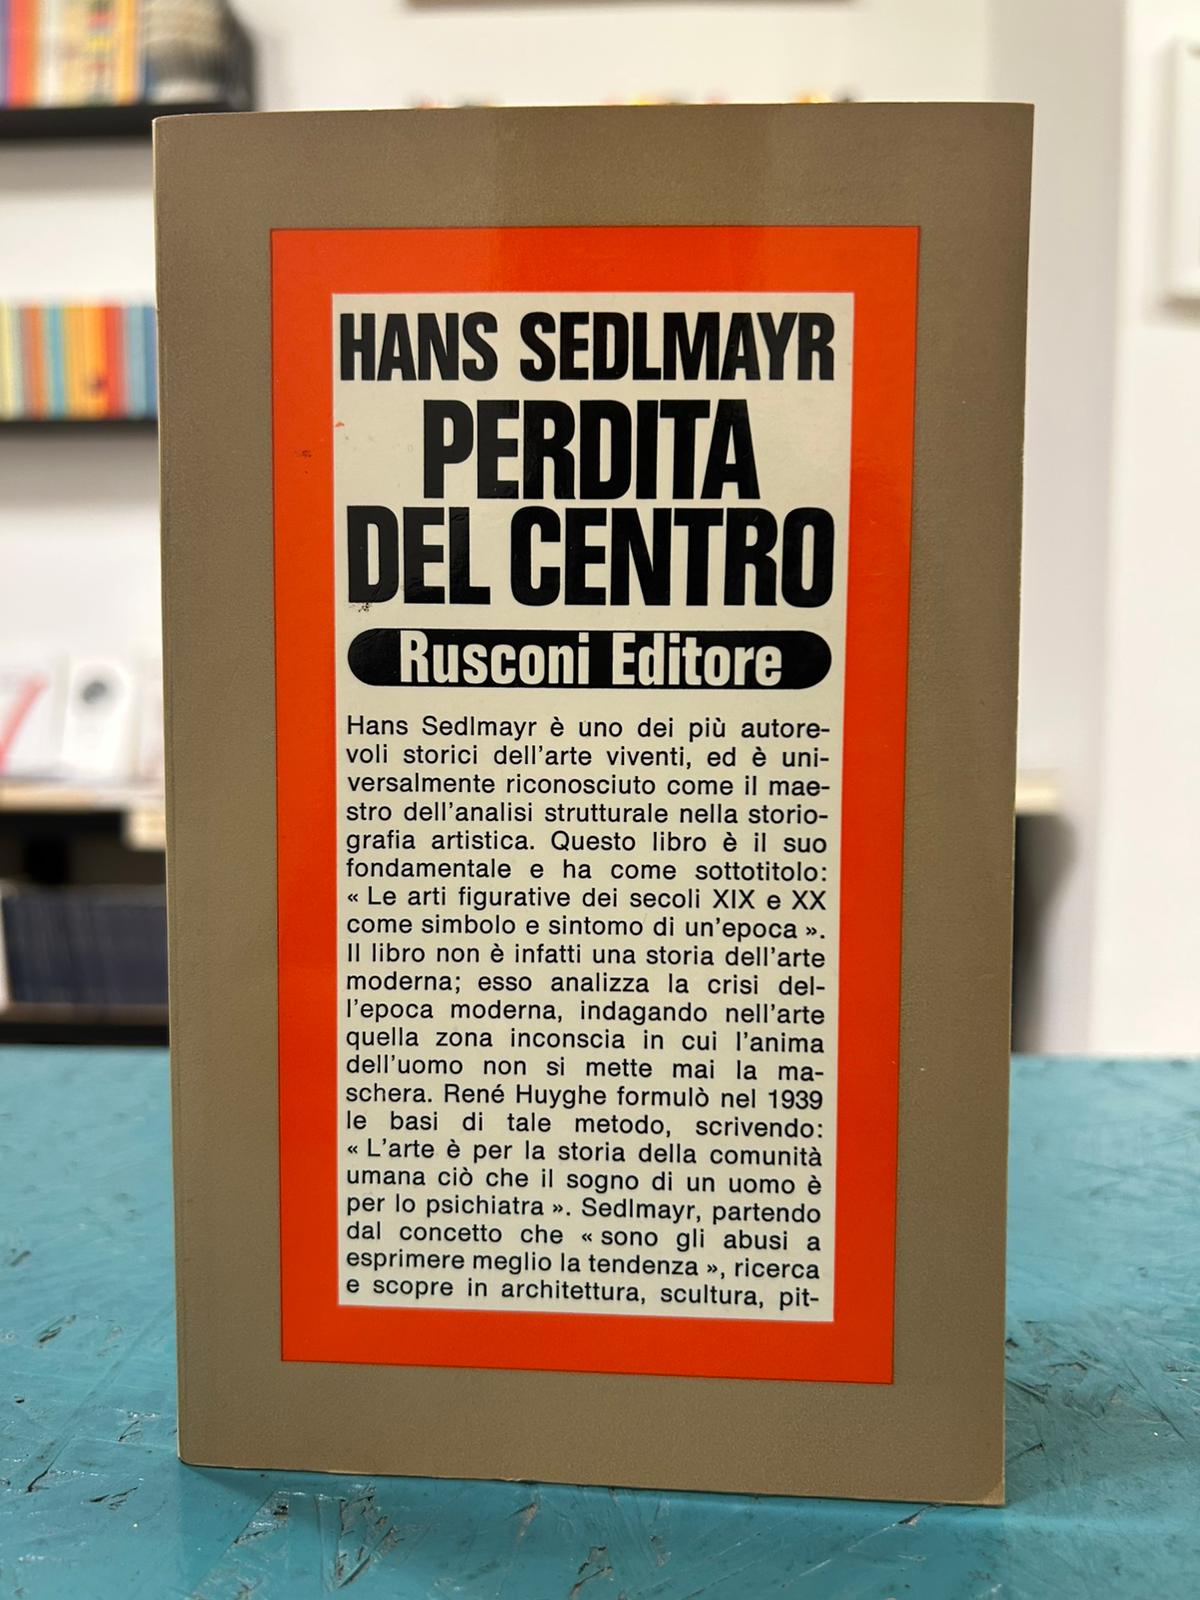 HANS SEDLMAYR
PERDITA
DEL CENTRO
Rusconi Editore
Hans Sedlmayr è uno dei più autore-
voli storici dell'arte viventi, ed è uni-
versalmente riconosciuto come il mae-
stro dell'analisi strutturale nella storio-
grafia artistica. Questo libro è il suo
fondamentale e ha come sottotitolo:
« Le arti figurative dei secoli XIX e XX
come simbolo e sintomo di un'epoca ».
Il libro non è infatti una storia dell'arte
moderna; esso analizza la crisi del-
l'epoca moderna, indagando nell'arte
quella zona inconscia in cui l'anima
dell'uomo non si mette mai la ma-
schera. René Huyghe formulò nel 1939
le basi di tale metodo, scrivendo:
« L'arte è per la storia della comunità
umana ciò che il sogno di un uomo è
per lo psichiatra ». Sedlmayr, partendo
dal concetto che « sono gli abusi a
esprimere meglio la tendenza », ricerca
e scopre in architettura, scultura, pit-